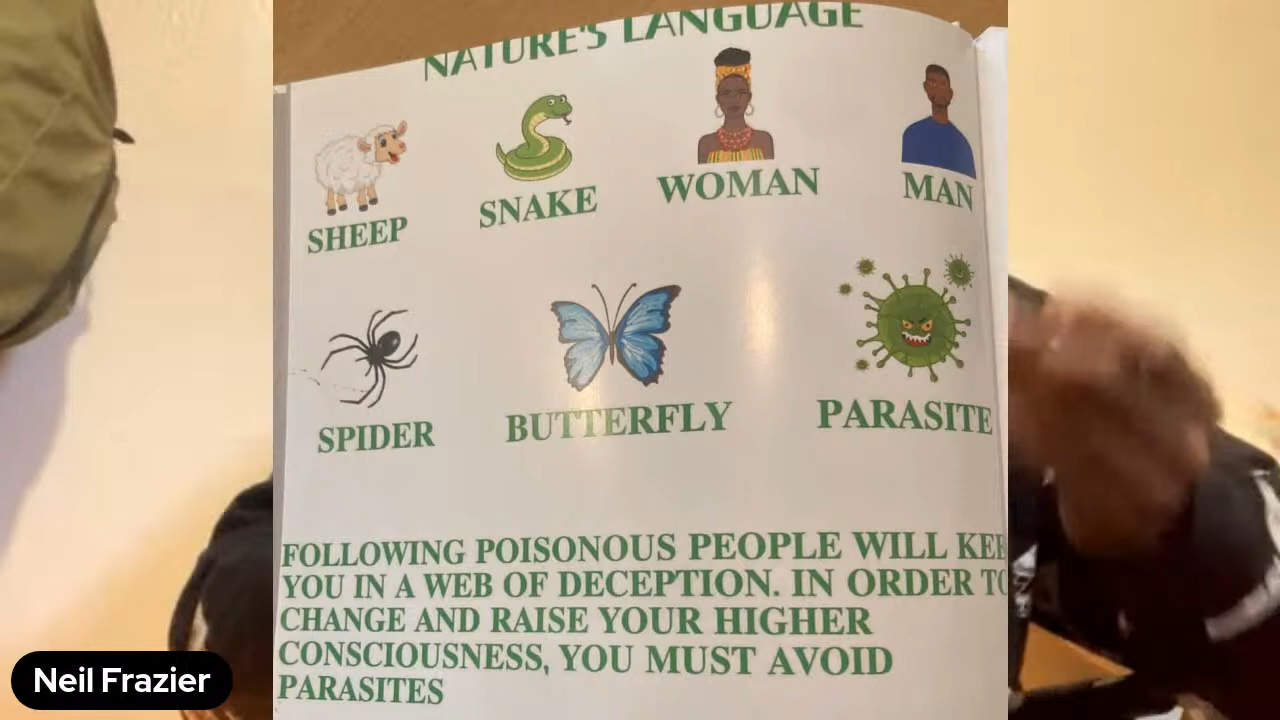 NATURE'S LANGUAGE
SHEEP
SNAKE
WOMAN
MAN
SPIDER
BUTTERFLY
PARASITE
FOLLOWING POISONOUS PEOPLE WILL
YOU IN A WEB OF DECEPTION. IN ORDER TO
CHANGE AND RAISE YOUR HIGHER
CONSCIOUSNESS, YOU MUST AVOID
PARASITES
Neil Frazier